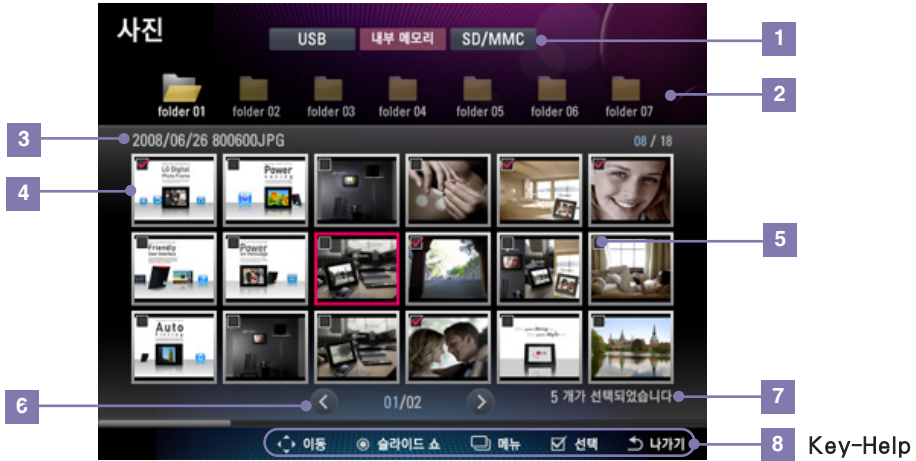 사진
USB 내부 메모리 SD/MMC 1
folder 01 folder 02 folder 03 folder 04 folder 05 folder 06 folder 07 2
3 2008/06/26 800600JPG 08 / 18
4 LG Digital Photo Frame
Power saving
5 Friendly User Interface
Power on message
Auto Fitting
6 01/02 5 개가 선택되었습니다 7
이동 슬라이드 쇼 메뉴 선택 나가기 8 Key-Help